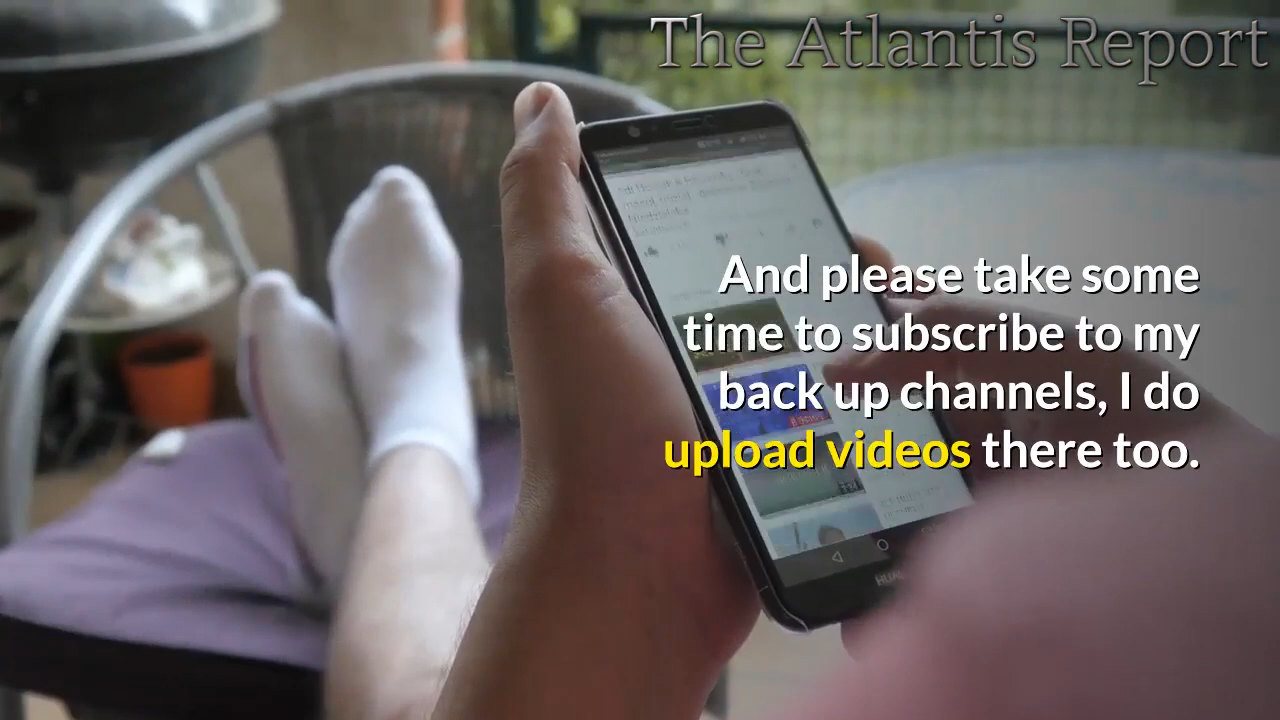 The Atlantis Report
And please take some
time to subscribe to my
back up channels, I do
upload videos there too.